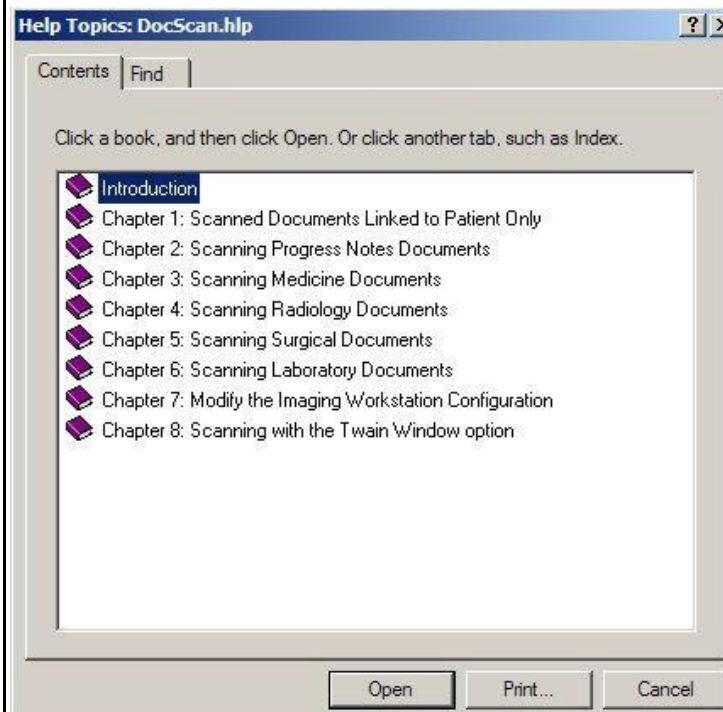 Help Topics: DocScan.hlp
Contents Find
Click a book, and then click Open. Or click another tab, such as Index.
Introduction
Chapter 1: Scanned Documents Linked to Patient Only
Chapter 2: Scanning Progress Notes Documents
Chapter 3: Scanning Medicine Documents
Chapter 4: Scanning Radiology Documents
Chapter 5: Scanning Surgical Documents
Chapter 6: Scanning Laboratory Documents
Chapter 7: Modify the Imaging Workstation Configuration
Chapter 8: Scanning with the Twain Window option
Open Print... Cancel